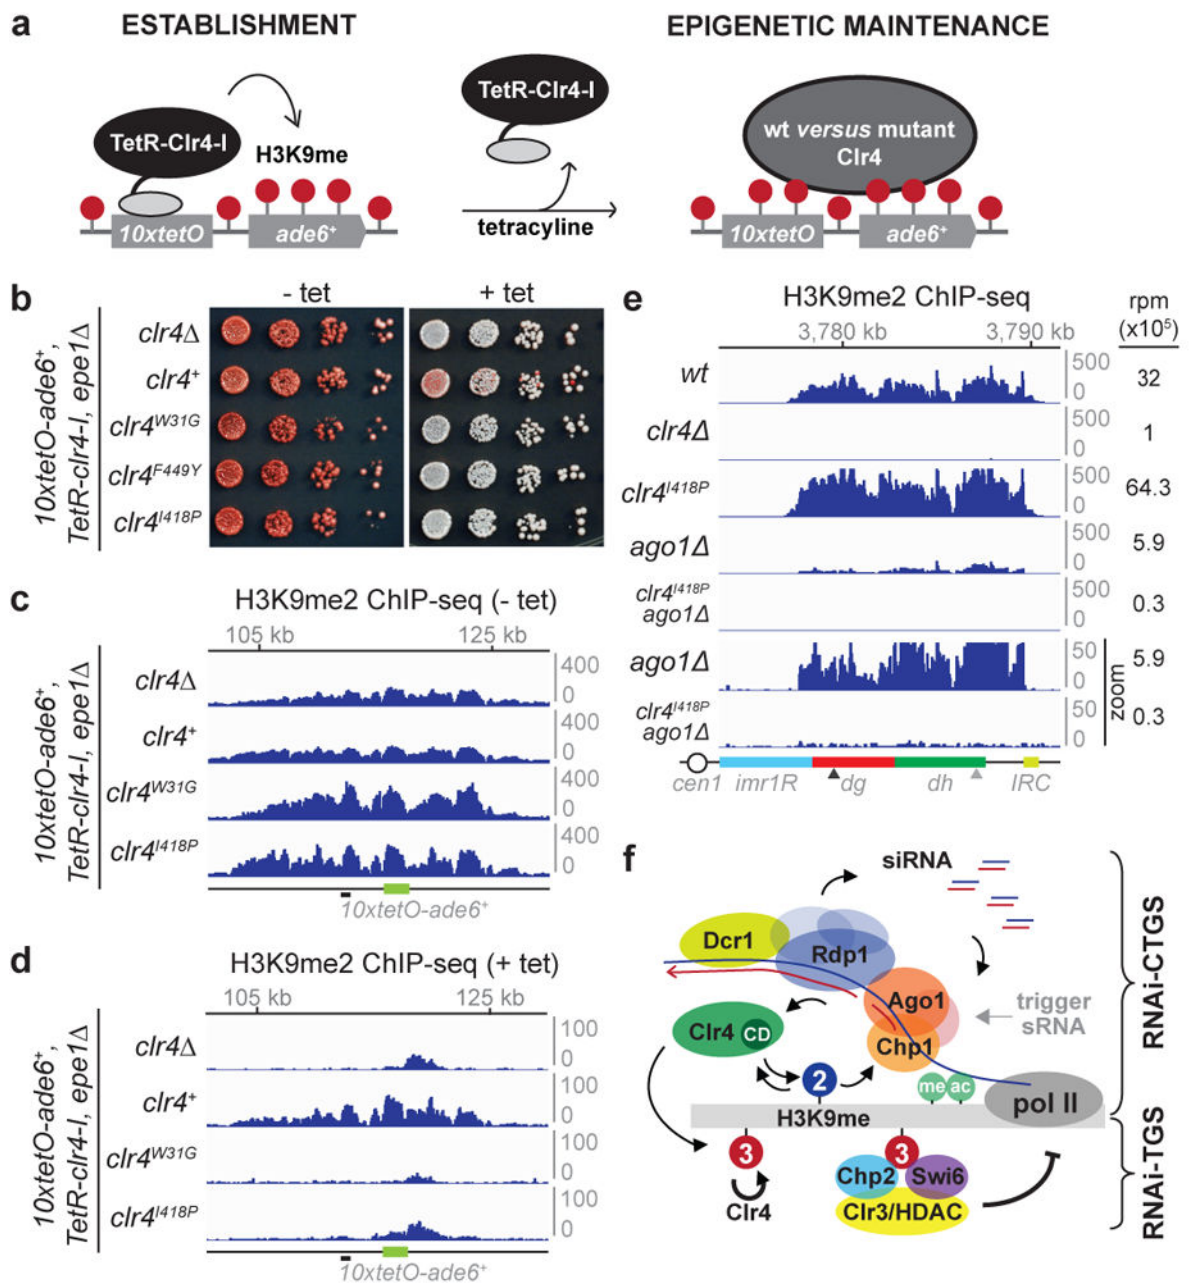 a
ESTABLISHMENT
EPIGENETIC MAINTENANCE
TetR-Clr4-I
H3K9me
10xtetO
ade6⁺
TetR-Clr4-I
tetracyline
wt versus mutant
Clr4
10xtetO
ade6⁺
b
- tet
+ tet
10xtetO-ade6⁺,
TetR-clr4-I, epe1Δ
clr4Δ
clr4⁺
clr4ᵂ³¹ᴳ
clr4F449Y
clr4I418P
c
H3K9me2 ChIP-seq (- tet)
105 kb
125 kb
10xtetO-ade6⁺,
TetR-clr4-I, epe1Δ
clr4Δ
400
0
clr4⁺
400
0
clr4W31G
400
0
clr4I418P
400
0
10xtetO-ade6⁺
d
H3K9me2 ChIP-seq (+ tet)
105 kb
125 kb
10xtetO-ade6⁺,
TetR-clr4-I, epe1Δ
clr4Δ
100
0
clr4⁺
100
0
clr4W31G
100
0
clr4I418P
100
0
10xtetO-ade6⁺
e
H3K9me2 ChIP-seq
rpm
(x10⁵)
3,780 kb
3,790 kb
wt
500
0
32
clr4Δ
500
0
1
clr4I418P
500
0
64.3
ago1Δ
500
0
5.9
clr4I418P
ago1Δ
500
0
0.3
ago1Δ
50
0
5.9
clr4I418P
ago1Δ
50
0
0.3
zoom
cen1
imr1R
dg
dh
IRC
f
siRNA
Dcr1
Rdp1
Ago1
Chp1
trigger
sRNA
Clr4
CD
2
me
ac
pol II
H3K9me
3
Clr4
3
Chp2
Swi6
Clr3/HDAC
RNAi-CTGS
RNAi-TGS